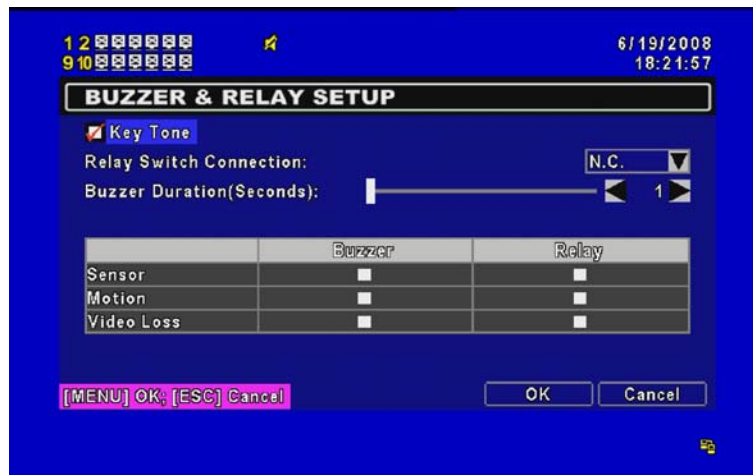 1 2
6/19/2008
9 10
18:21:57
BUZZER & RELAY SETUP
Key Tone
Relay Switch Connection: N.C.
Buzzer Duration(Seconds): 1
Buzzer Relay
Sensor
Motion
Video Loss
[MENU] OK; [ESC] Cancel
OK Cancel